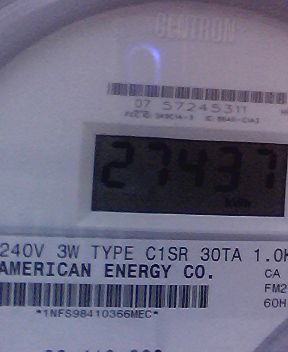 CENTRON
07 57245311
27437
kWh
240V 3W TYPE C1SR 30TA 1.0K
AMERICAN ENERGY CO.
CA
FM2
60H
*1NFS98410366MEC*